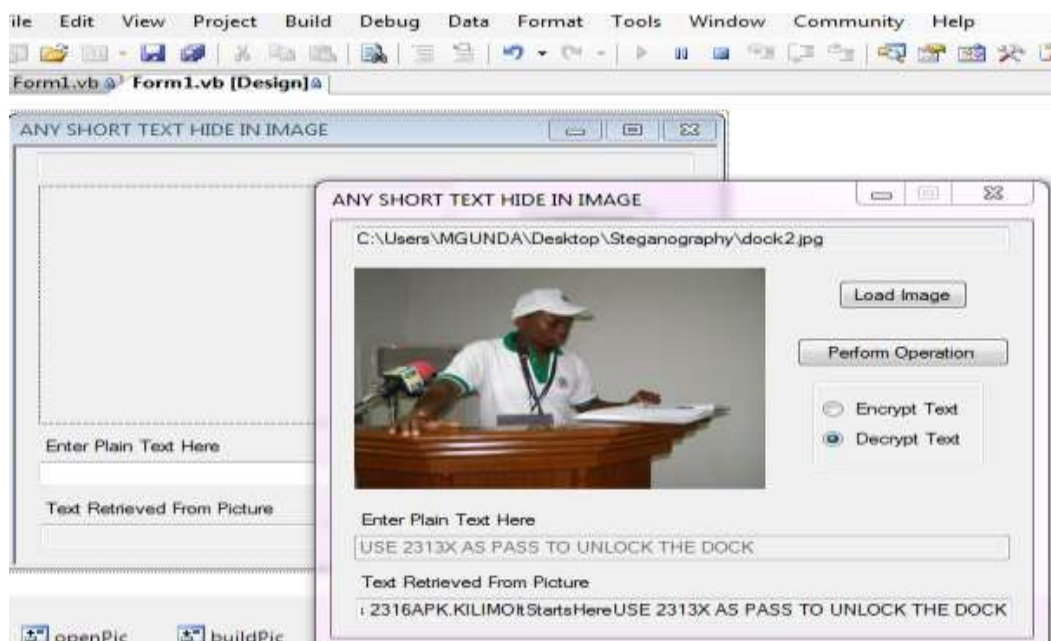 ile Edit View Project Build Debug Data Format Tools Window Community Help
Form1.vb Form1.vb [Design]
ANY SHORT TEXT HIDE IN IMAGE
ANY SHORT TEXT HIDE IN IMAGE
C:\Users\MGUNDA\Desktop\Steganography\dock2.jpg
Load Image
Perform Operation
Encrypt Text
Decrypt Text
Enter Plain Text Here
Text Retrieved From Picture
Enter Plain Text Here
USE 2313X AS PASS TO UNLOCK THE DOCK
Text Retrieved From Picture
: 2316APK.KILIMOItStartsHereUSE 2313X AS PASS TO UNLOCK THE DOCK
openPic buildPic